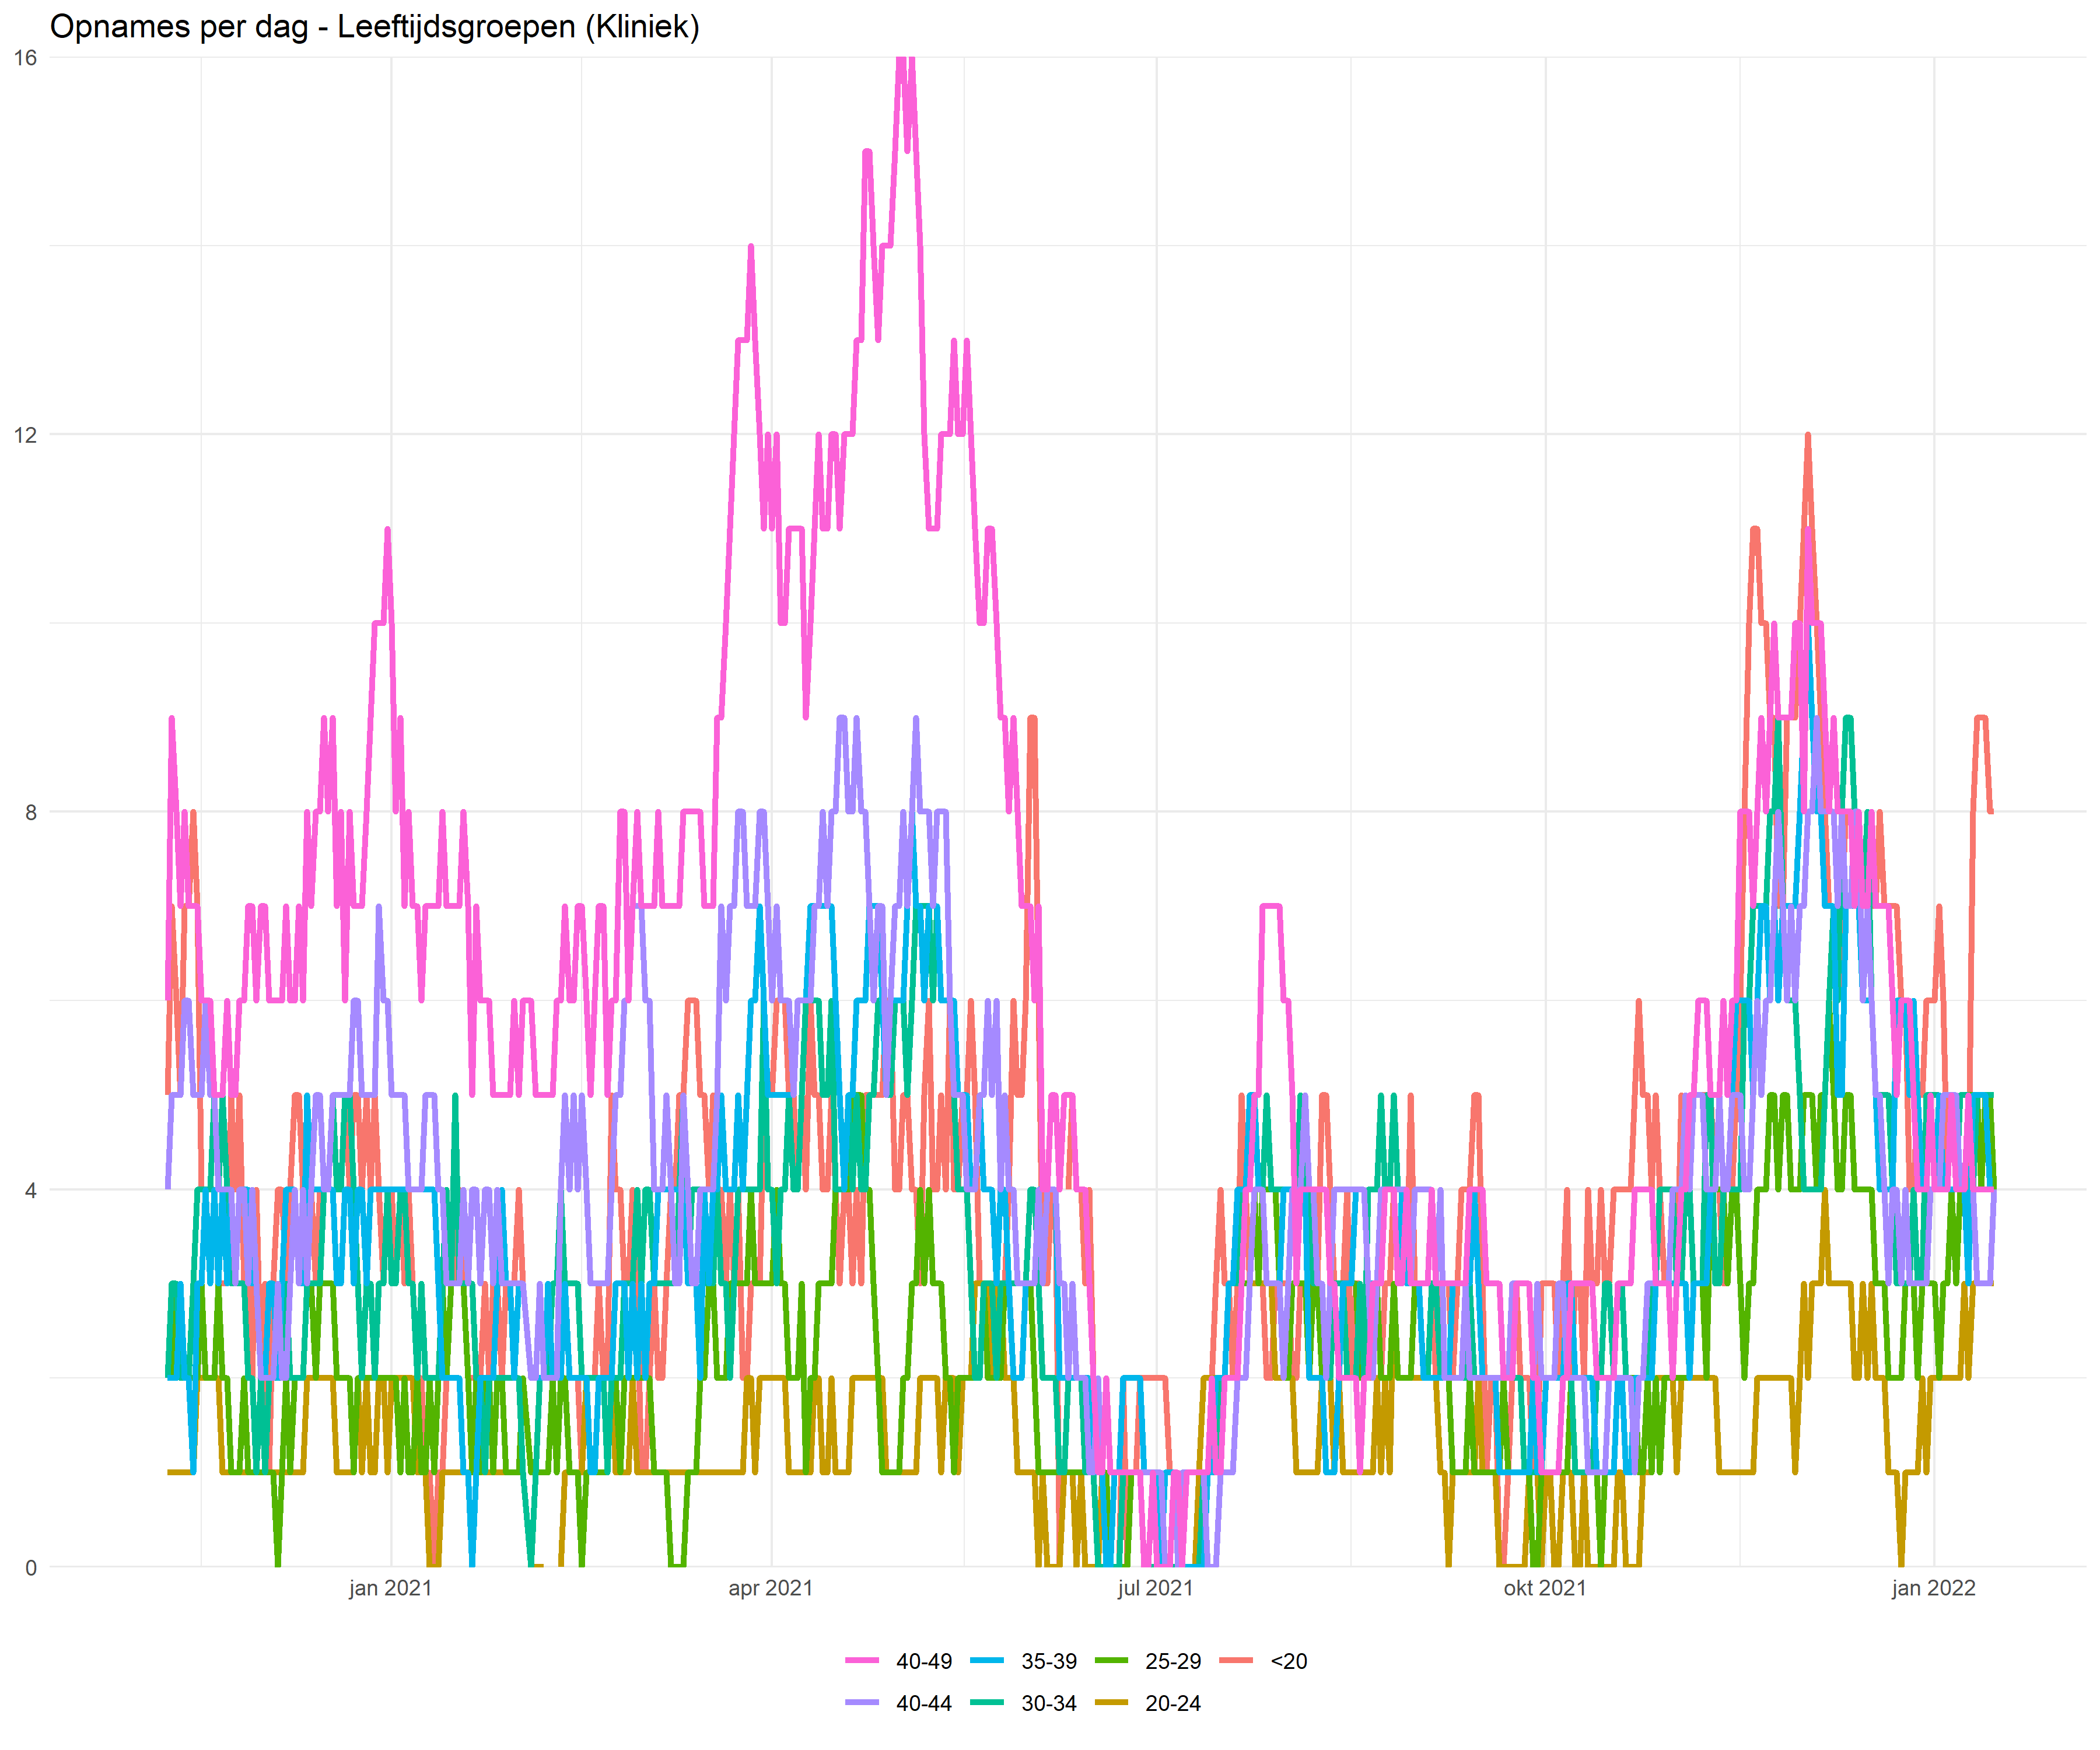 Opnames per dag - Leeftijdsgroepen (Kliniek)
16
12
8
4
0
jan 2021 apr 2021 jul 2021 okt 2021 jan 2022
40-49 35-39 25-29 <20
40-44 30-34 20-24